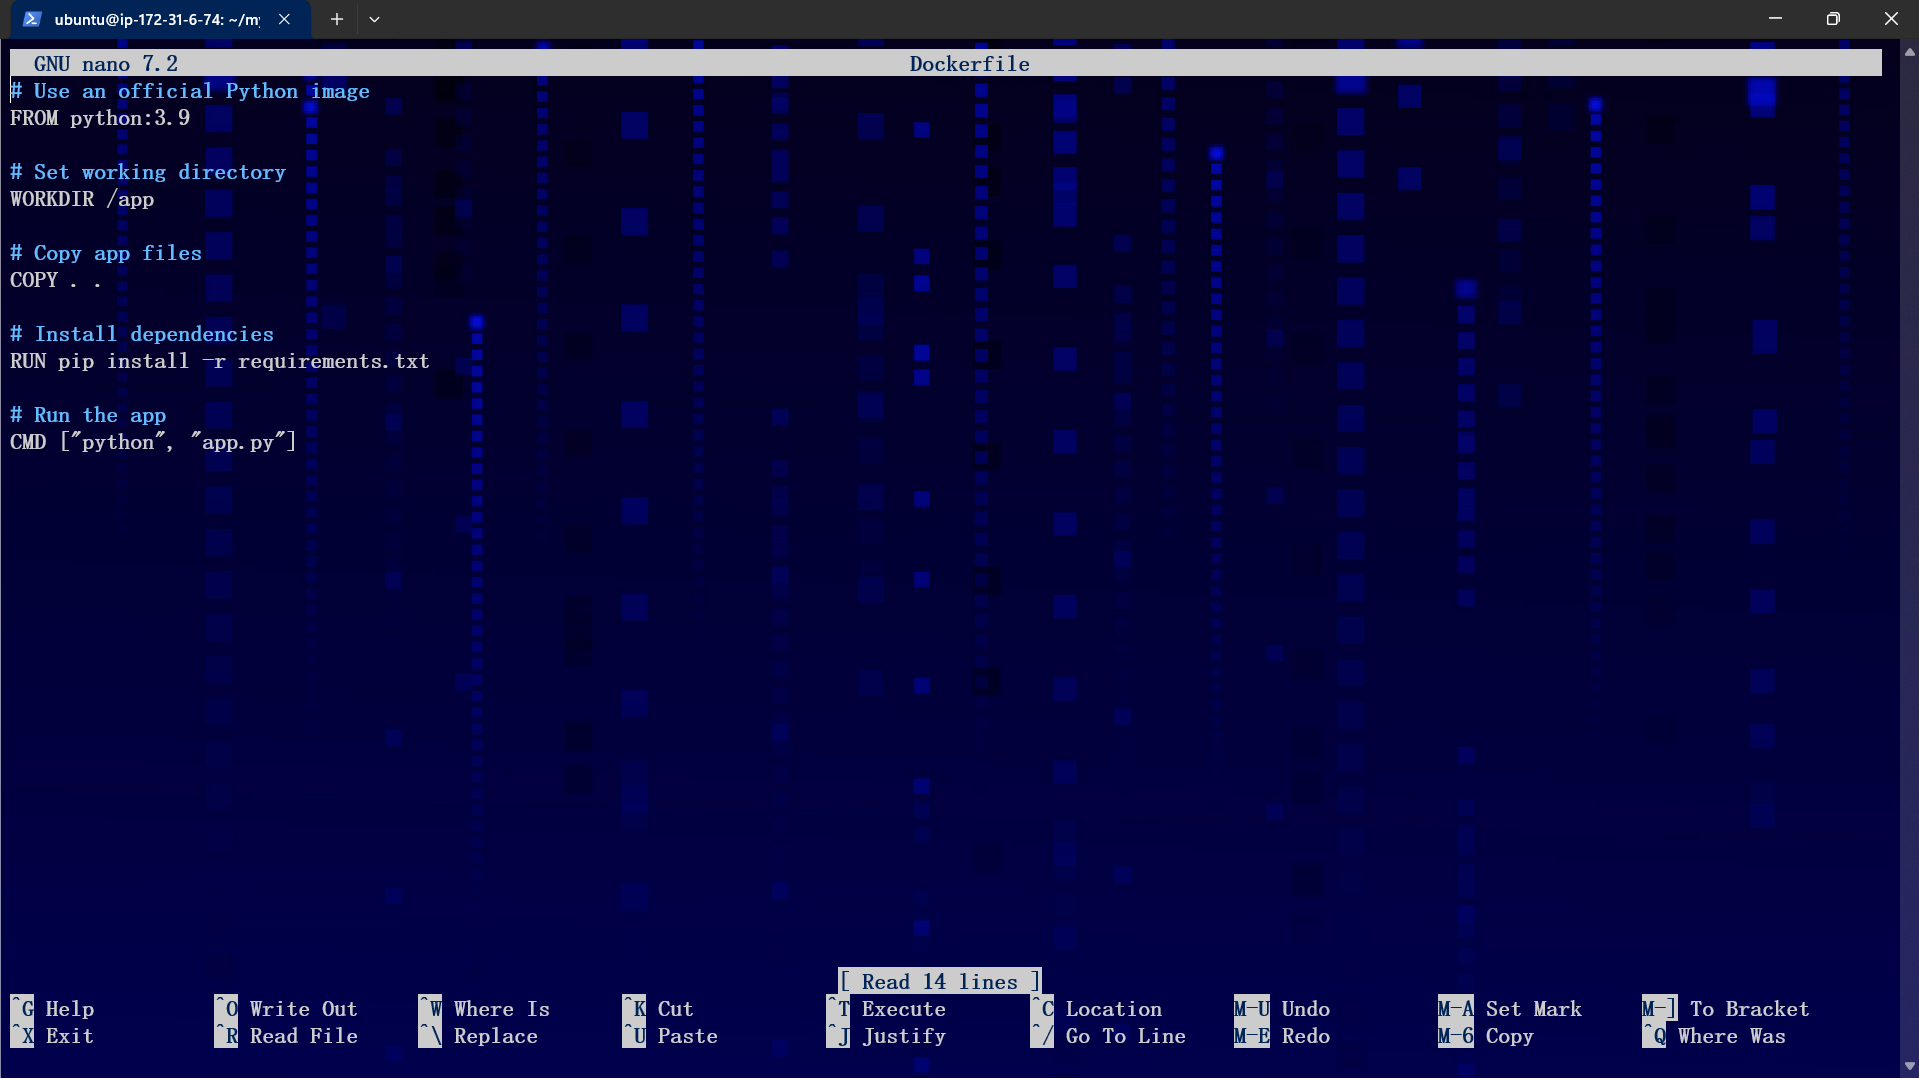 ubuntu@ip-172-31-6-74: ~/my
GNU nano 7.2 Dockerfile
# Use an official Python image
FROM python:3.9
# Set working directory
WORKDIR /app
# Copy app files
COPY . .
# Install dependencies
RUN pip install -r requirements.txt
# Run the app
CMD ["python", "app.py"]
[ Read 14 lines ]
^G Help ^O Write Out ^W Where Is ^K Cut ^T Execute ^C Location M-U Undo M-A Set Mark M-] To Bracket
^X Exit ^R Read File ^\ Replace ^U Paste ^J Justify ^/ Go To Line M-E Redo M-6 Copy ^Q Where Was